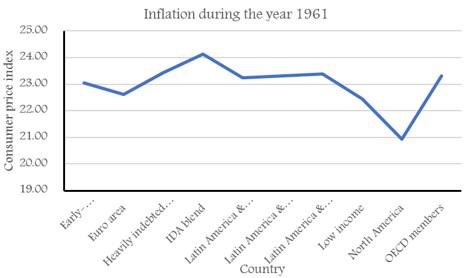 Inflation during the year 1961
Consumer price index
25.00
24.00
23.00
22.00
21.00
20.00
19.00
Early-...
Euro area
Heavily indebted...
IDA blend
Latin America &...
Latin America &...
Latin America &...
Low income
North America
OECD members
Country